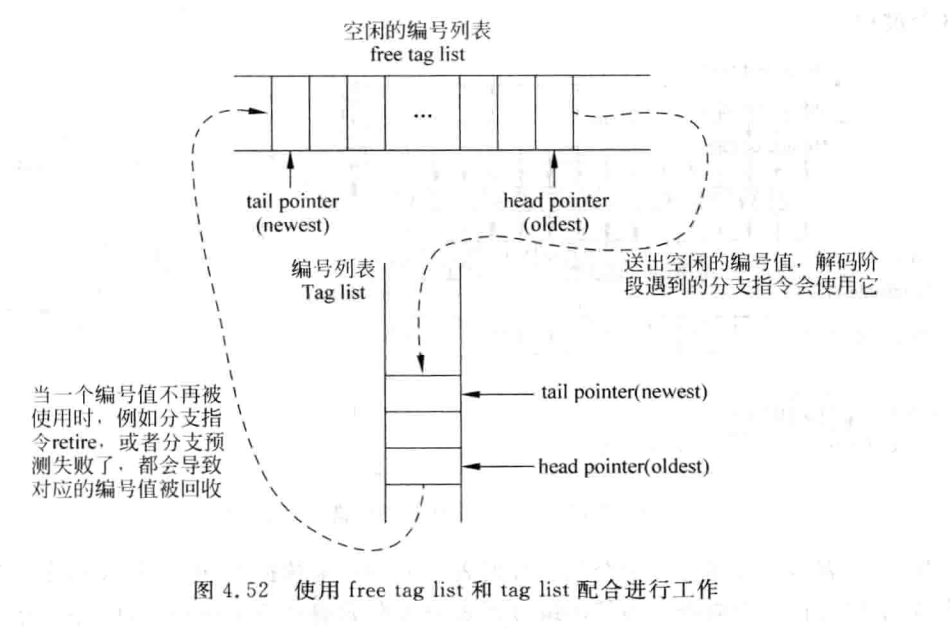 空闲的编号列表
free tag list
...
tail pointer
(newest)
head pointer
(oldest)
编号列表
Tag list
送出空闲的编号值，解码阶
段遇到的分支指令会使用它
tail pointer(newest)
head pointer(oldest)
当一个编号值不再被
使用时，例如分支指
令retire，或者分支预
测失败了，都会导致
对应的编号值被回收
图 4.52 使用 free tag list 和 tag list 配合进行工作